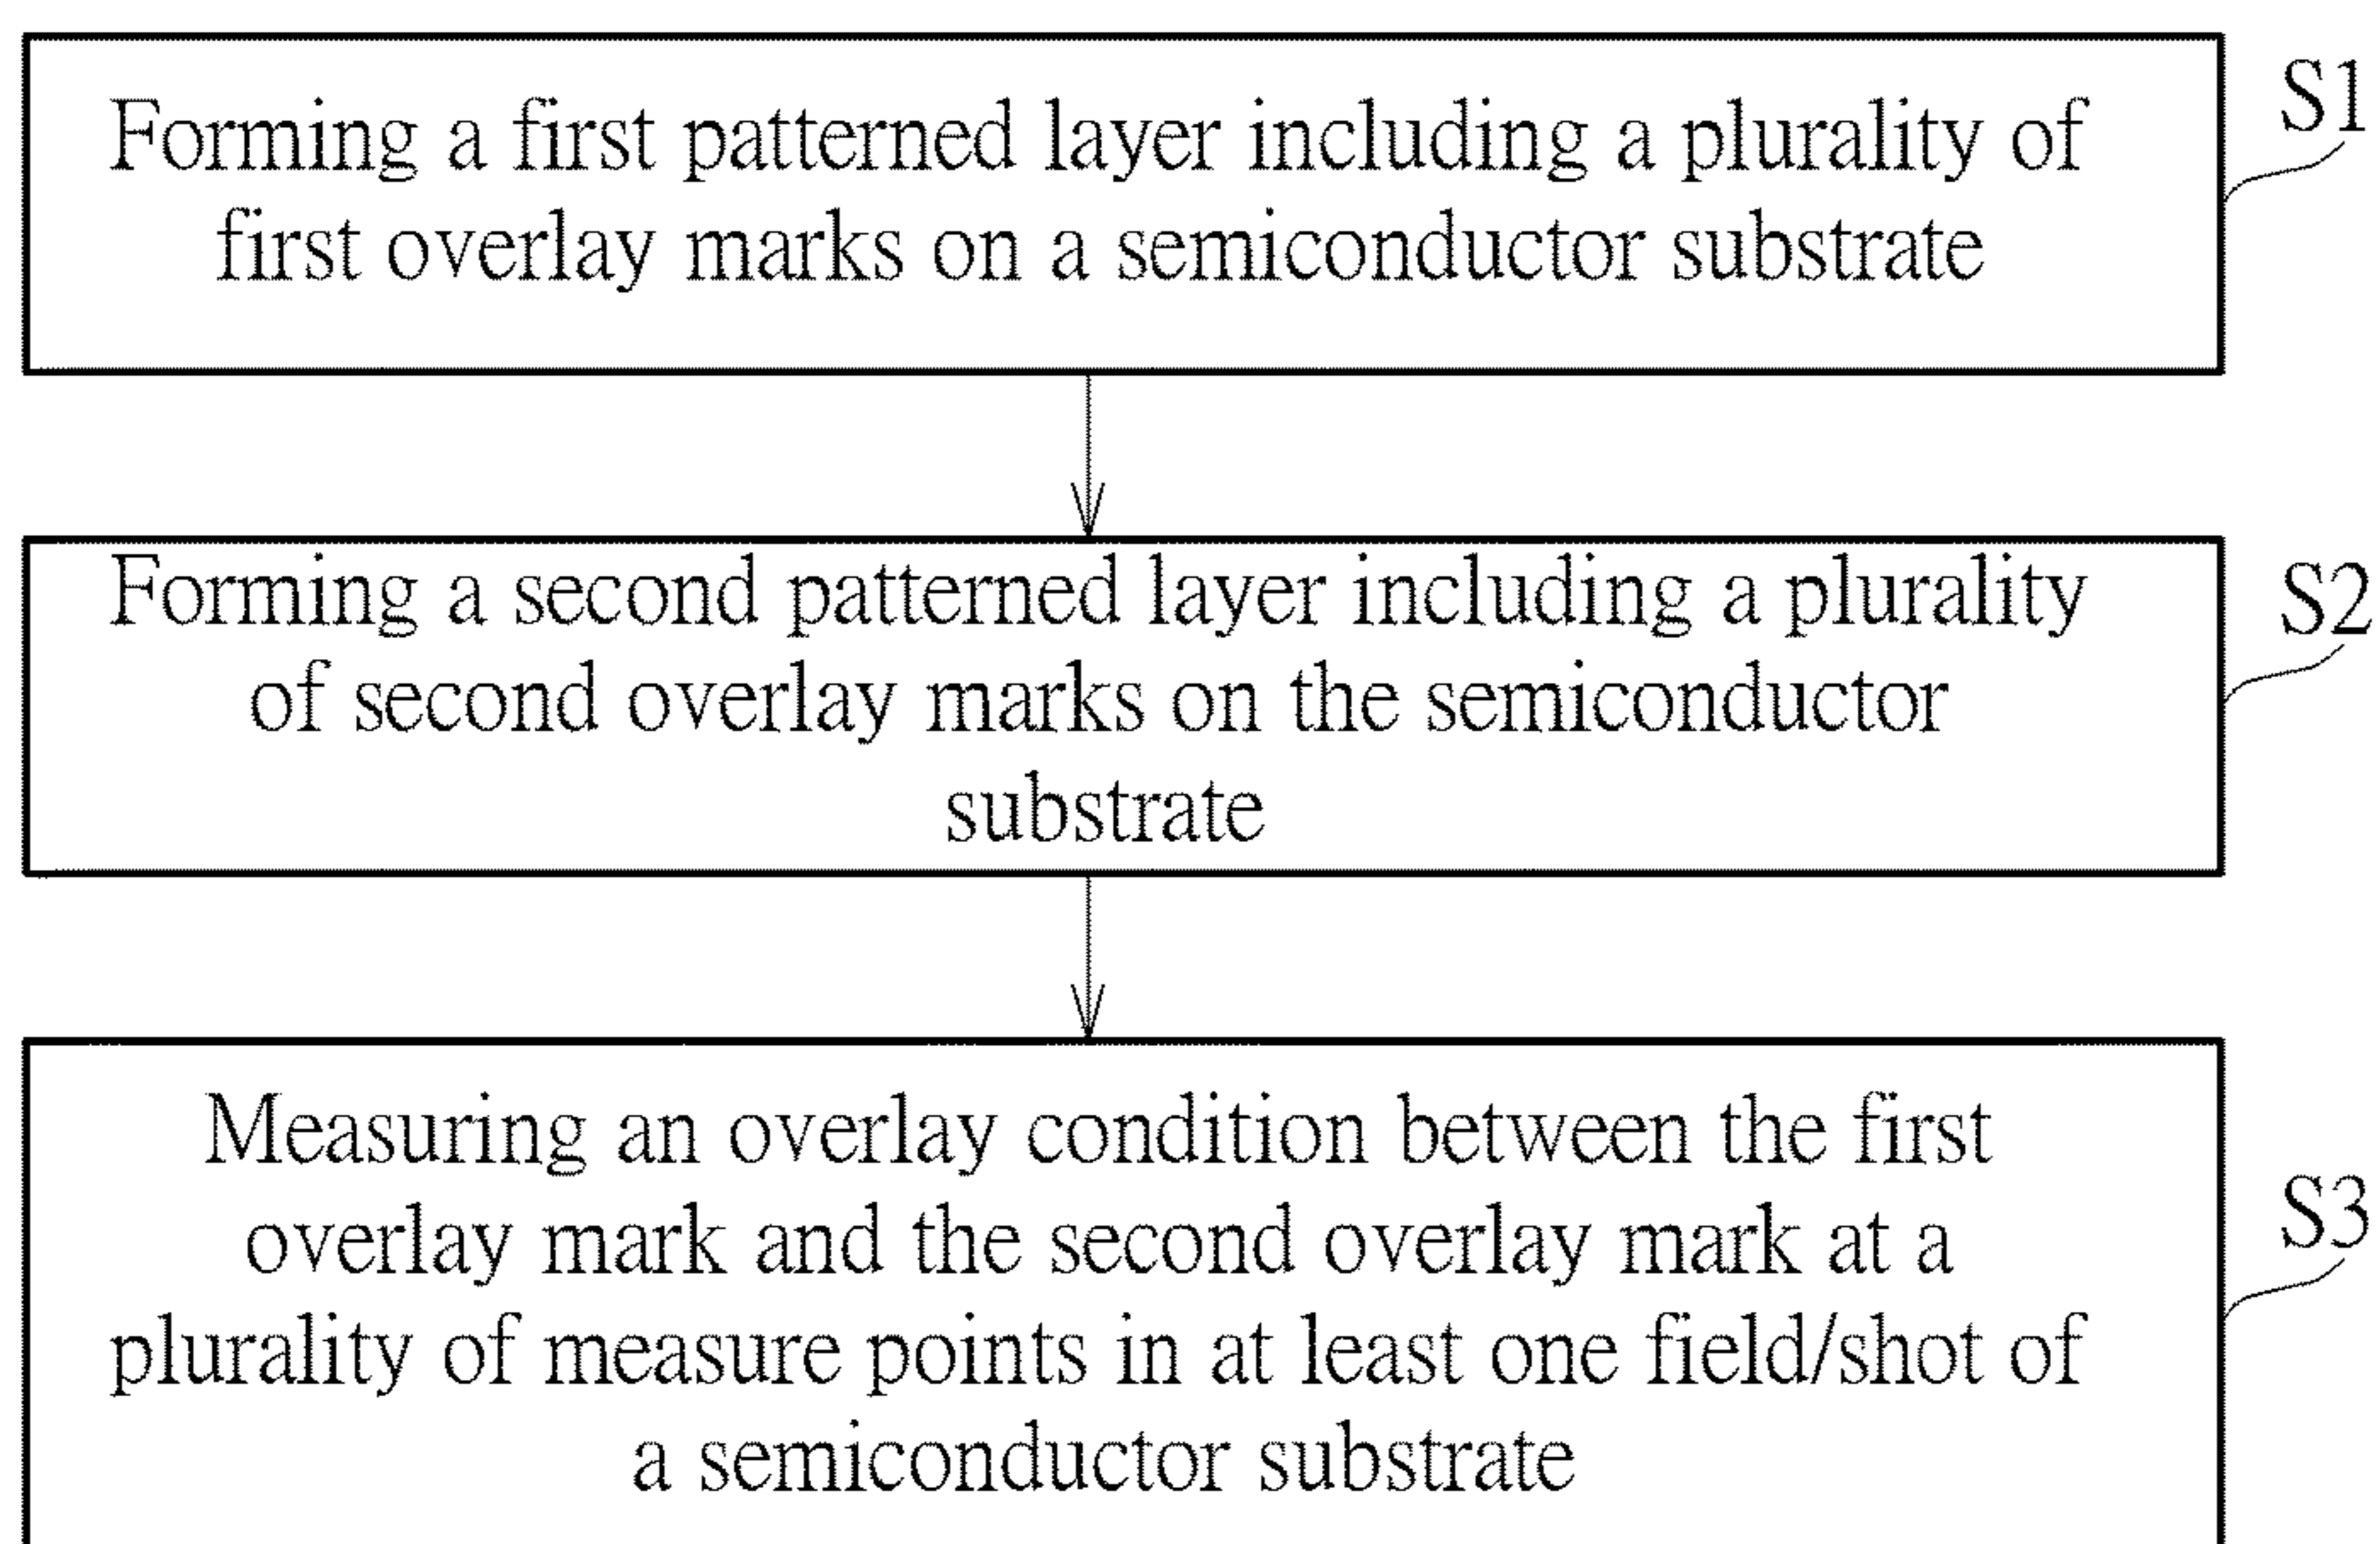 Forming a first patterned layer including a plurality of
first overlay marks on a semiconductor substrate
S1
Forming a second patterned layer including a plurality
of second overlay marks on the semiconductor
substrate
S2
Measuring an overlay condition between the first
overlay mark and the second overlay mark at a
plurality of measure points in at least one field/shot of
a semiconductor substrate
S3